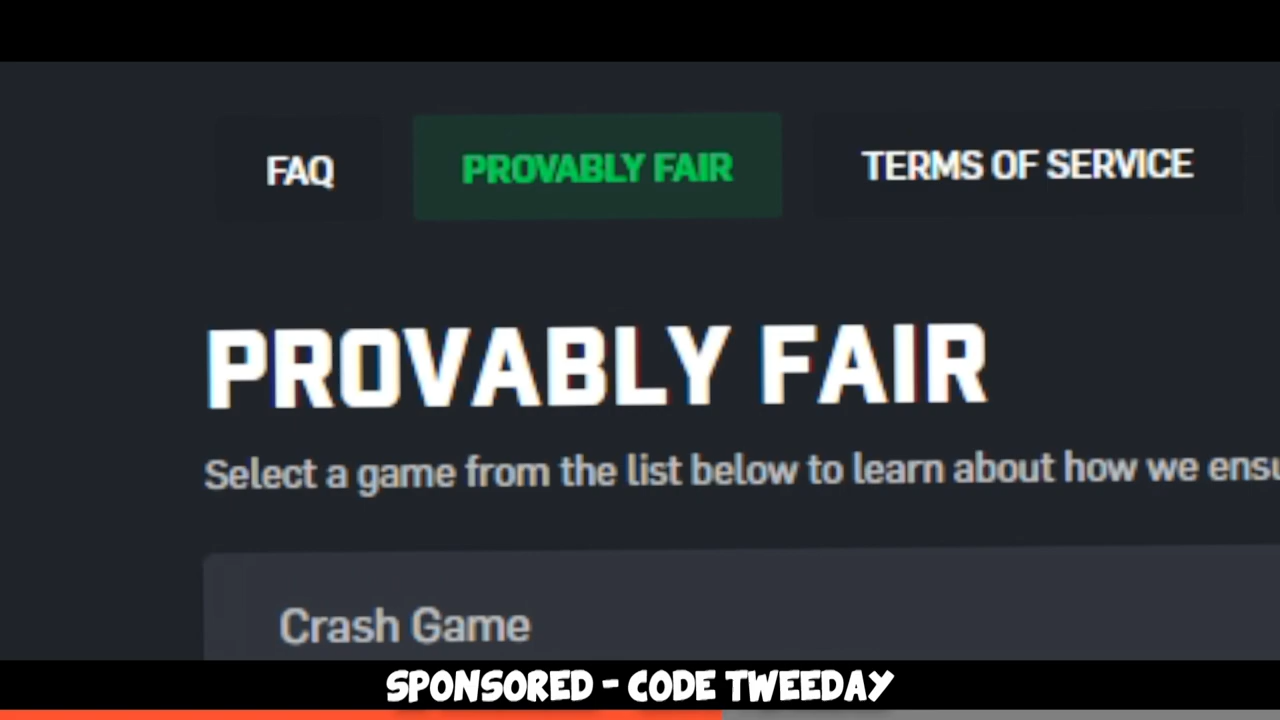 FAQ PROVABLY FAIR TERMS OF SERVICE
PROVABLY FAIR
Select a game from the list below to learn about how we ensu
Crash Game
SPONSORED - CODE TWEEDAY